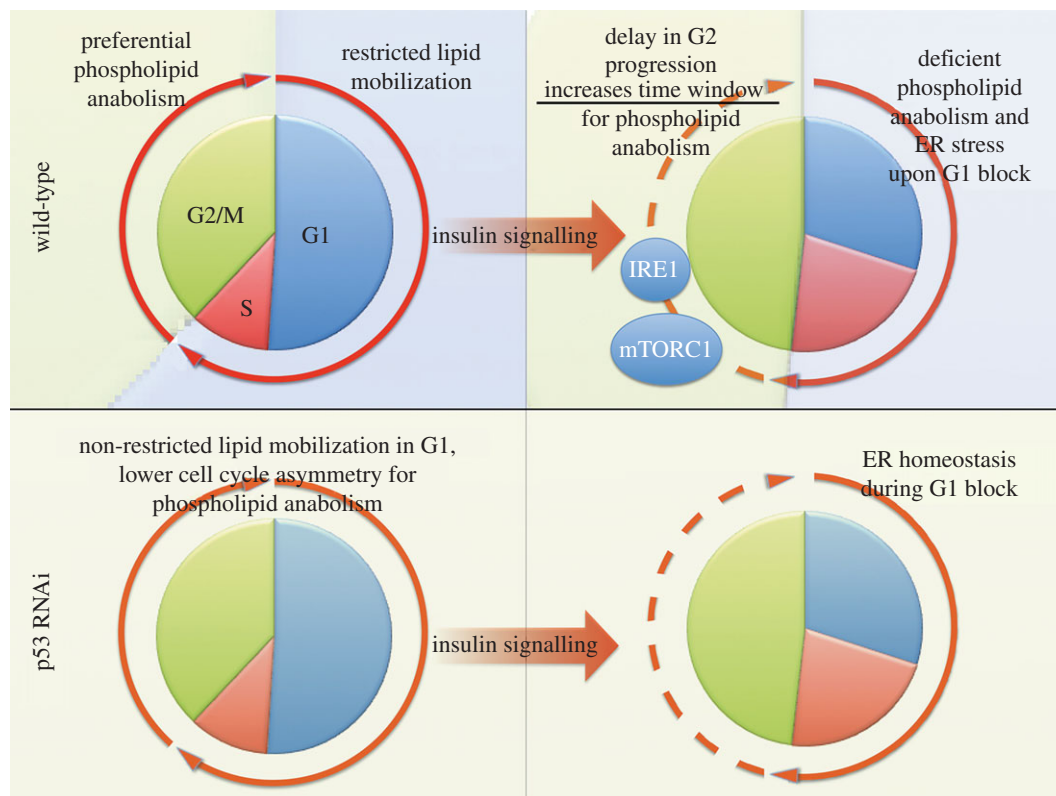 preferential
phospholipid
anabolism
restricted lipid
mobilization
wild-type
G2/M
G1
S
insulin signalling
delay in G2
progression
increases time window
for phospholipid
anabolism
deficient
phospholipid
anabolism and
ER stress
upon G1 block
IRE1
mTORC1
non-restricted lipid mobilization in G1,
lower cell cycle asymmetry for
phospholipid anabolism
p53 RNAi
insulin signalling
ER homeostasis
during G1 block